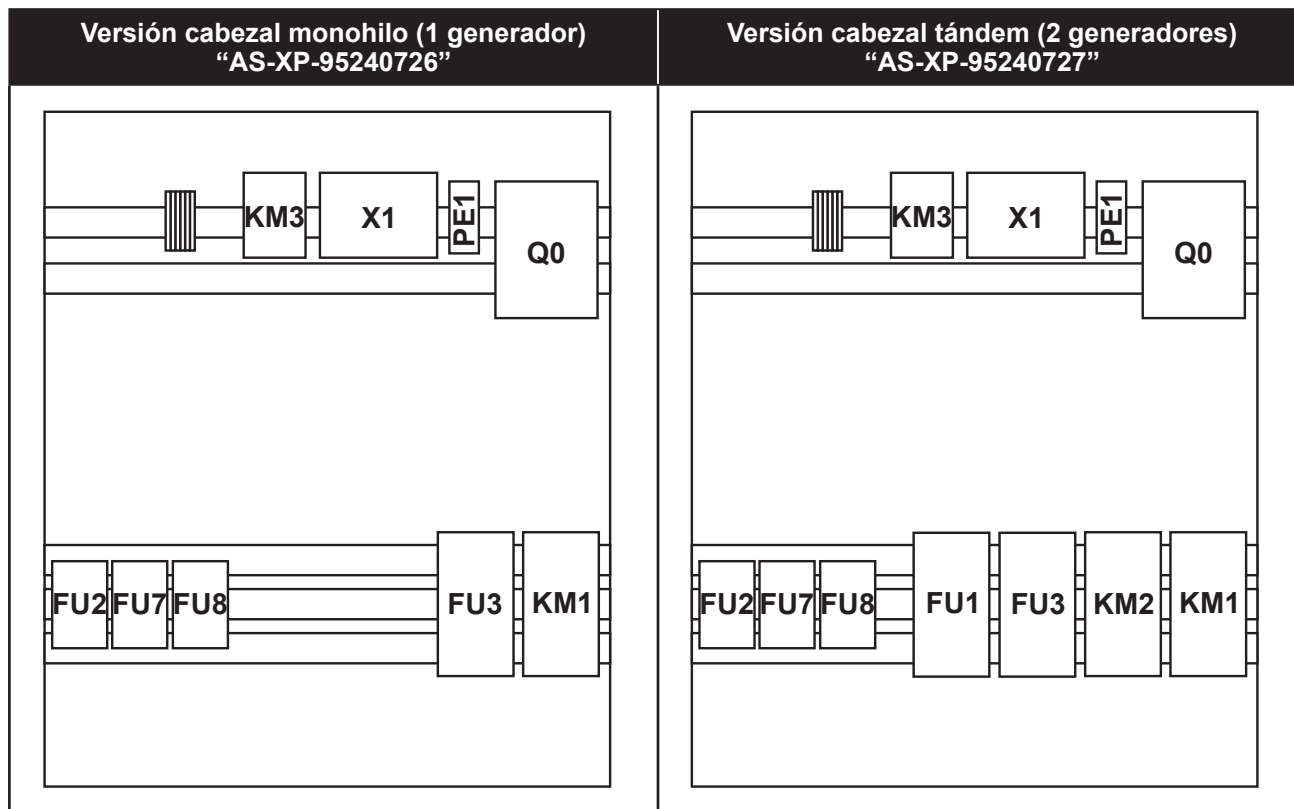 Versión cabezal monohilo (1 generador)
“AS-XP-95240726”
Versión cabezal tándem (2 generadores)
“AS-XP-95240727”
KM3
X1
PE1
Q0
FU2
FU7
FU8
FU3
KM1
KM3
X1
PE1
Q0
FU2
FU7
FU8
FU1
FU3
KM2
KM1